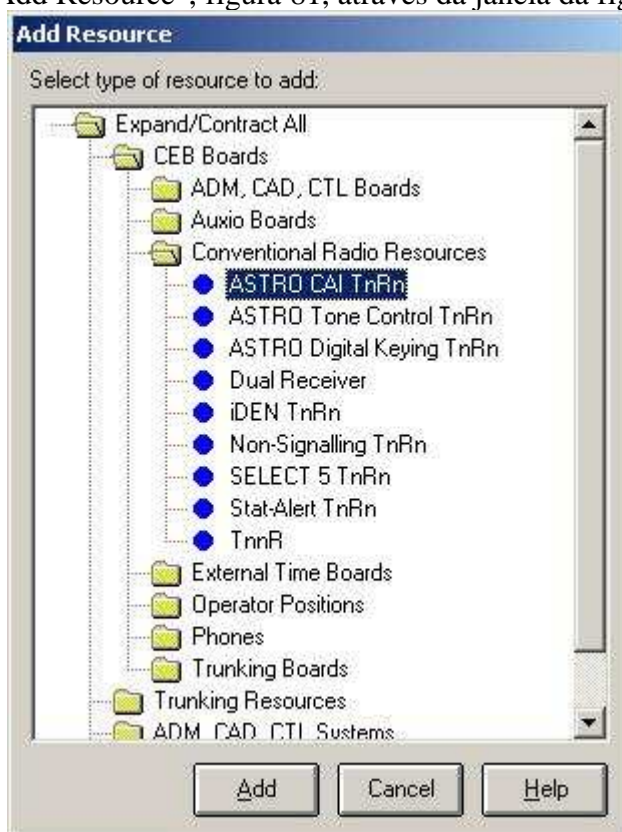 Add Resource", figura 61, através da janela da fig
Add Resource
Select type of resource to add:
Expand/Contract All
CEB Boards
ADM, CAD, CTL Boards
Auxio Boards
Conventional Radio Resources
ASTRO CAI TnRn
ASTRO Tone Control TnRn
ASTRO Digital Keying TnRn
Dual Receiver
iDEN TnRn
Non-Signalling TnRn
SELECT 5 TnRn
Stat-Alert TnRn
TnnR
External Time Boards
Operator Positions
Phones
Trunking Boards
Trunking Resources
ADM, CAD, CTL Systems
Add
Cancel
Help